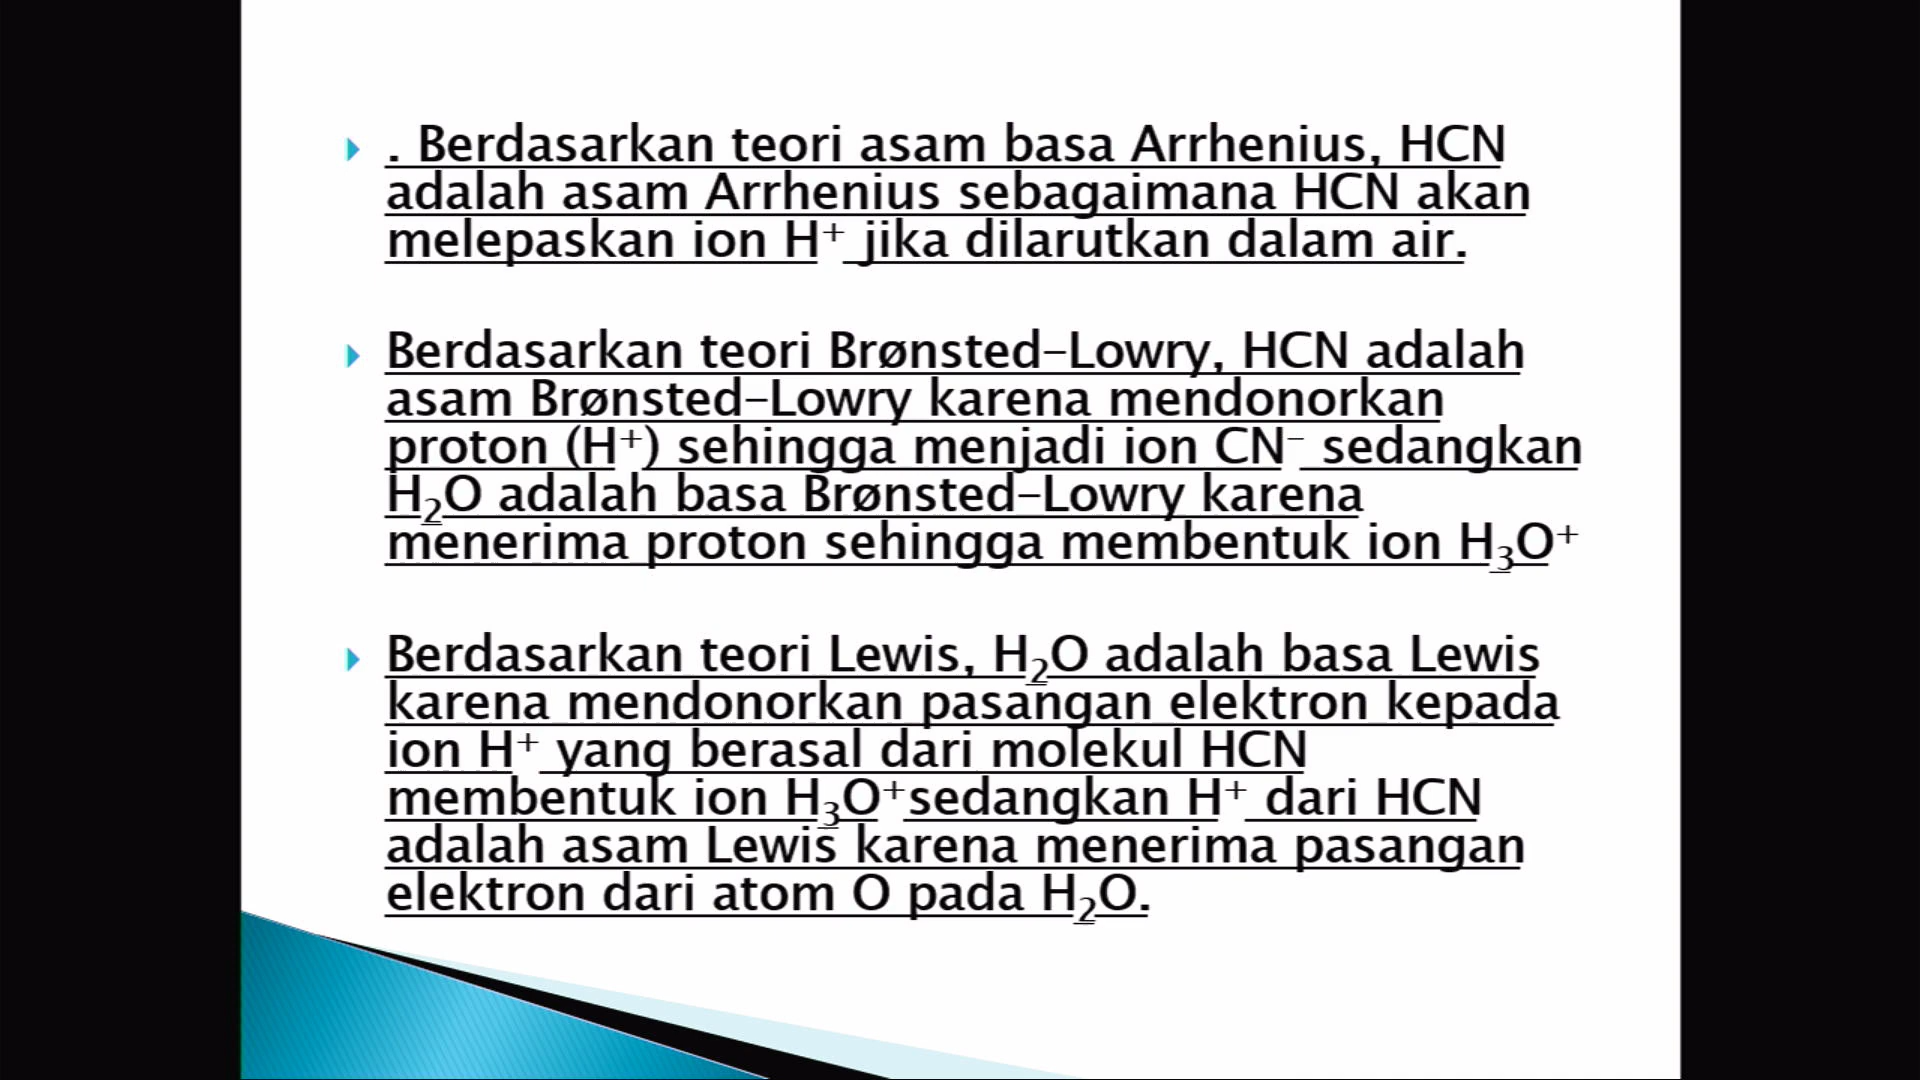 . Berdasarkan teori asam basa Arrhenius, HCN
adalah asam Arrhenius sebagaimana HCN akan
melepaskan ion H⁺ jika dilarutkan dalam air.
Berdasarkan teori Brønsted–Lowry, HCN adalah
asam Brønsted–Lowry karena mendonorkan
proton (H⁺) sehingga menjadi ion CN⁻ sedangkan
H₂O adalah basa Brønsted–Lowry karena
menerima proton sehingga membentuk ion H₃O⁺
Berdasarkan teori Lewis, H₂O adalah basa Lewis
karena mendonorkan pasangan elektron kepada
ion H⁺ yang berasal dari molekul HCN
membentuk ion H₃O⁺sedangkan H⁺ dari HCN
adalah asam Lewis karena menerima pasangan
elektron dari atom O pada H₂O.